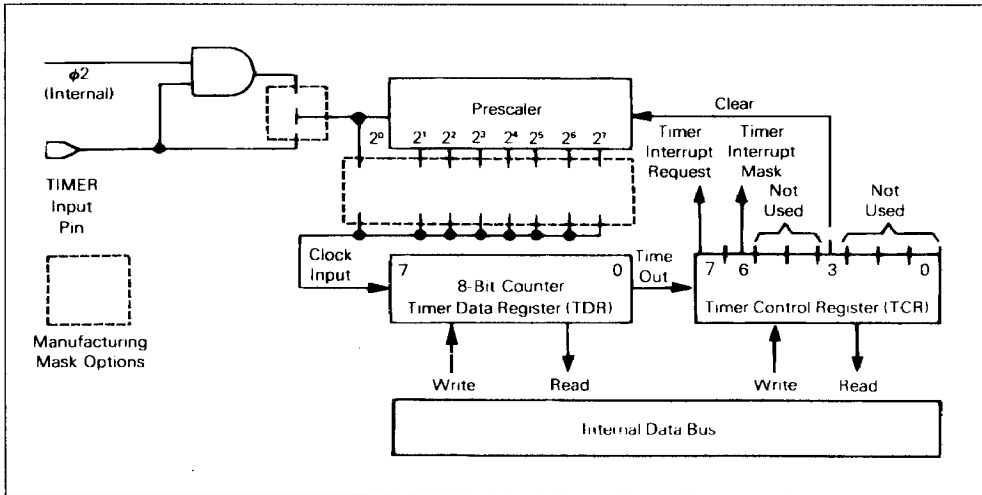 φ2
(Internal)
TIMER
Input
Pin
Manufacturing
Mask Options
Prescaler
2⁰ 2¹ 2² 2³ 2⁴ 2⁵ 2⁶ 2⁷
Clear
Timer
Interrupt
Request
Timer
Interrupt
Mask
Not
Used
Not
Used
Clock
Input
7 0
8-Bit Counter
Timer Data Register (TDR)
Time
Out
7 6 3 0
Timer Control Register (TCR)
Write
Read
Write
Read
Internal Data Bus